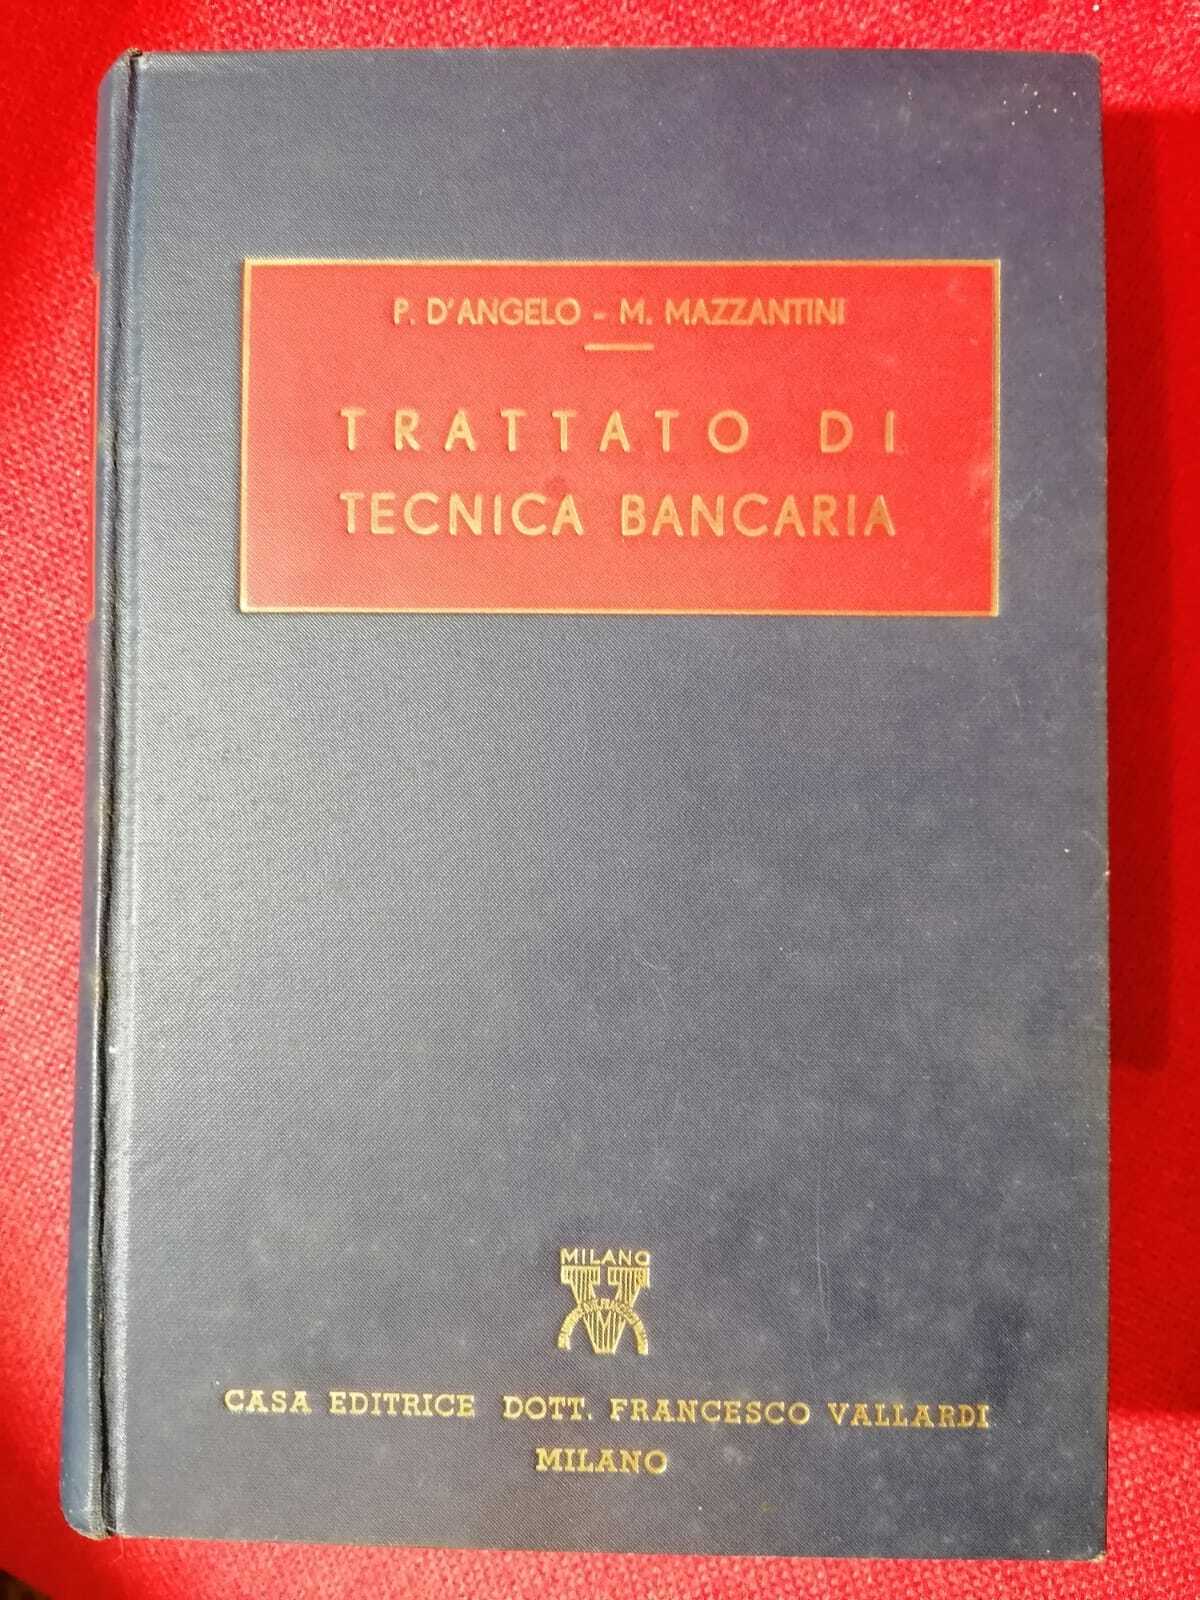 P. D'ANGELO - M. MAZZANTINI
TRATTATO DI
TECNICA BANCARIA
MILANO
CASA EDITRICE DOTT. FRANCESCO VALLARDI
MILANO